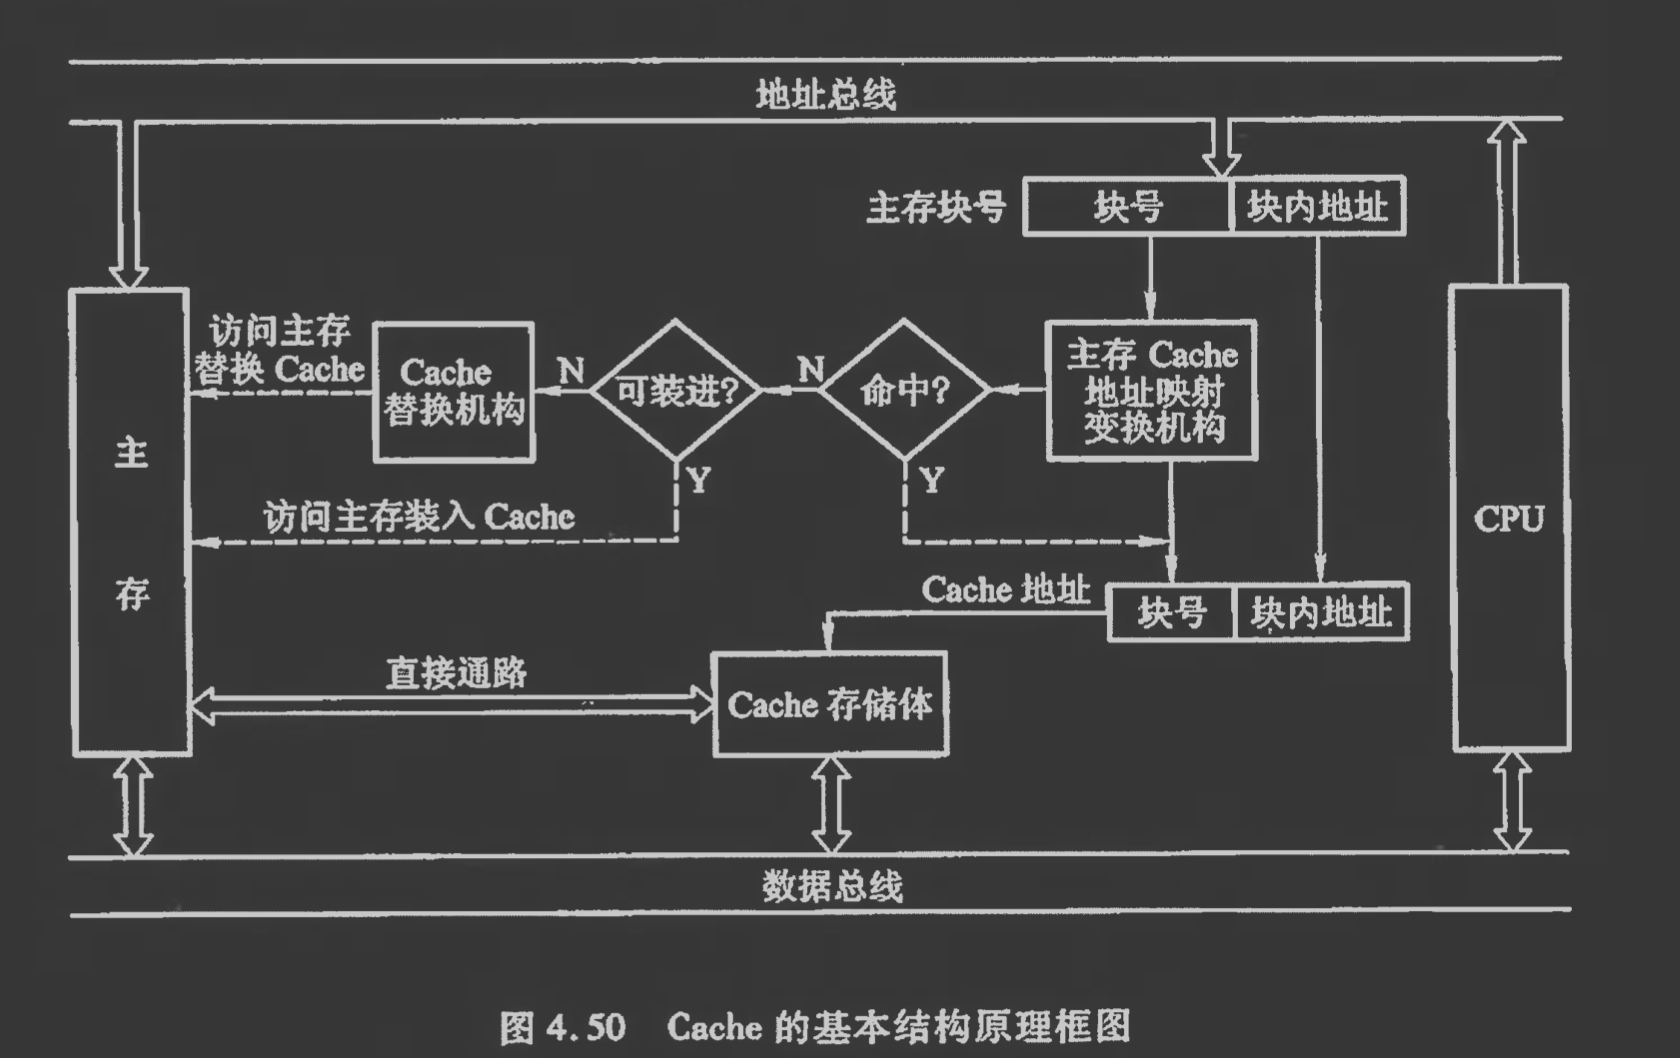 地址总线
主存块号
块号
块内地址
访问主存
替换 Cache
Cache
替换机构
N
可装进?
N
命中?
主存 Cache
地址映射
变换机构
Y
Y
访问主存装入 Cache
主
存
CPU
Cache 地址
块号
块内地址
直接通路
Cache 存储体
数据总线
图 4.50 Cache 的基本结构原理框图